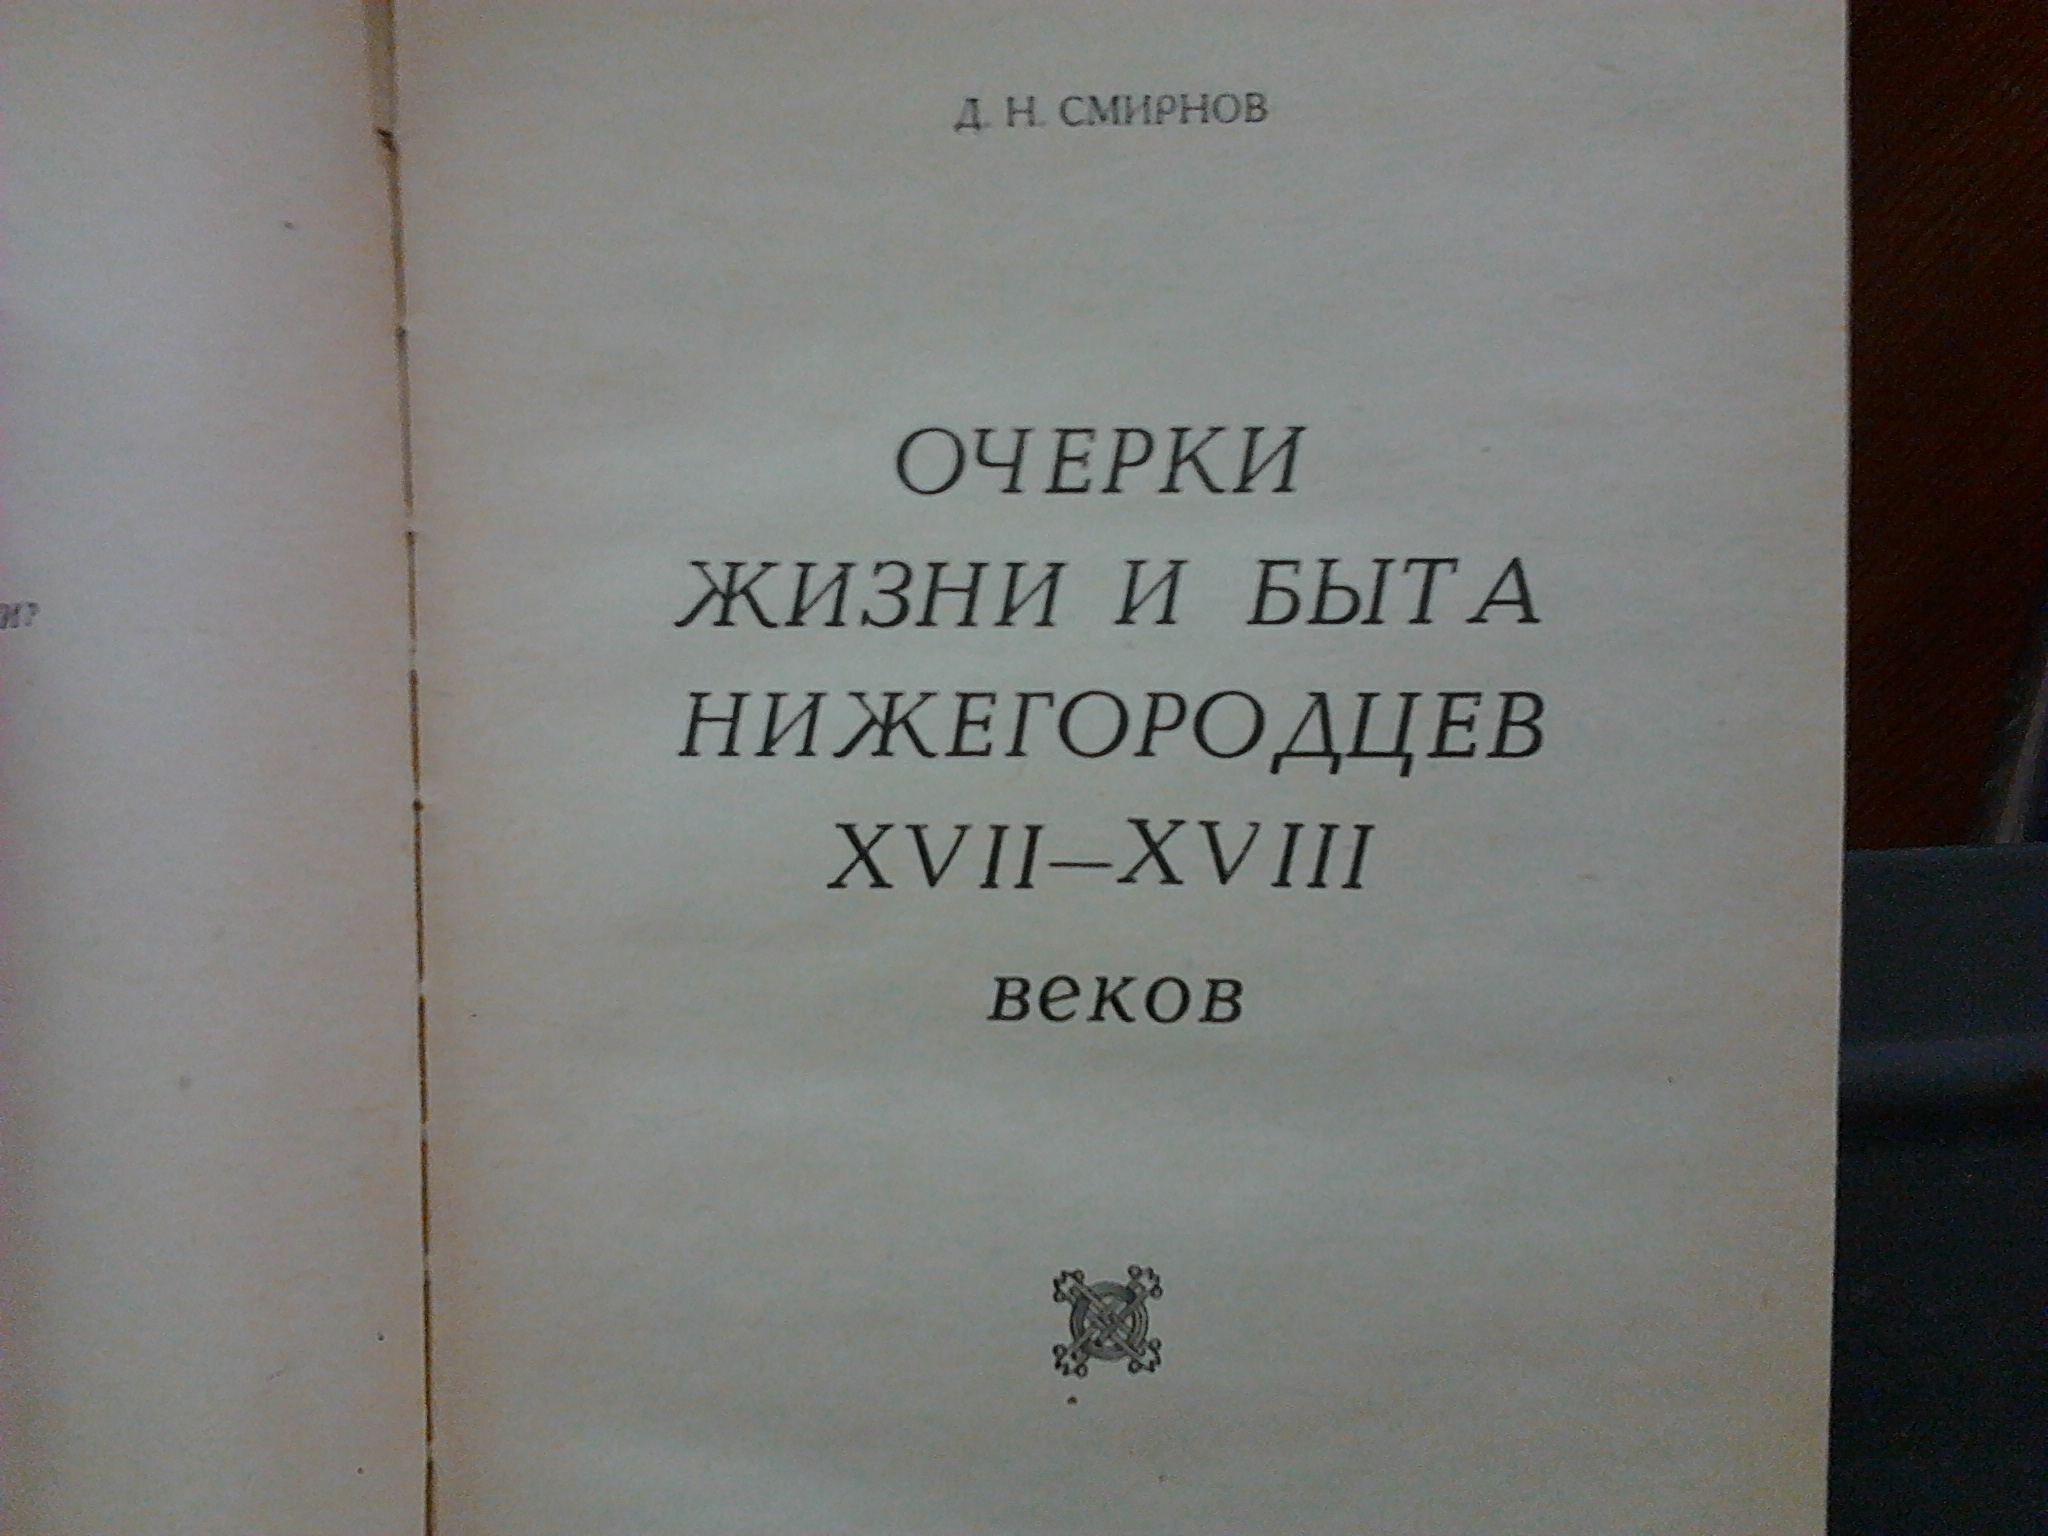 Д. Н. СМИРНОВ
ОЧЕРКИ
ЖИЗНИ И БЫТА
НИЖЕГОРОДЦЕВ
XVII—XVIII
веков